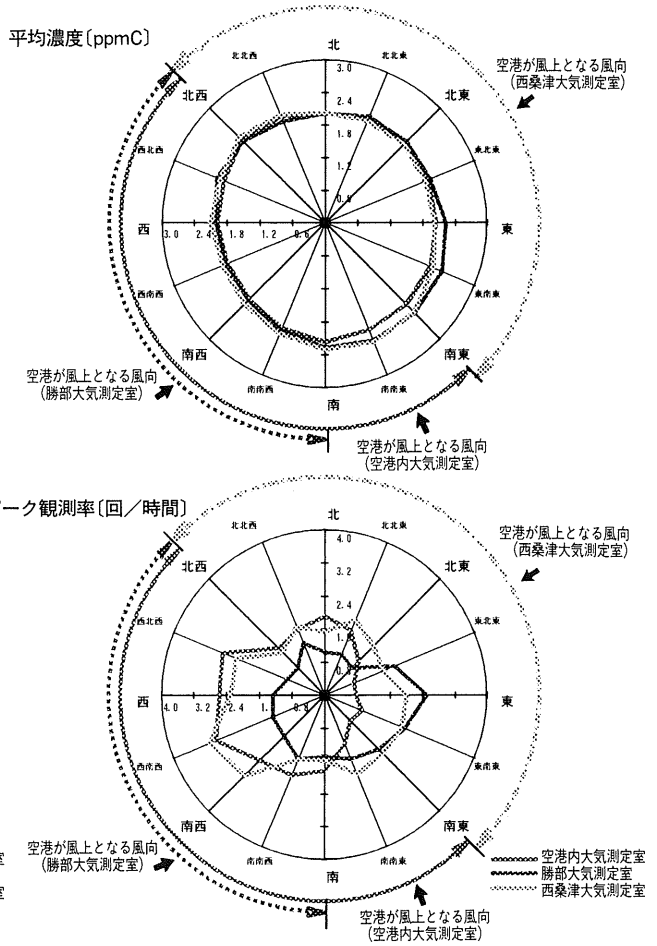 平均濃度〔ppmC〕
北
北北西
北北東
空港が風上となる風向
(西桑津大気測定室)
3.0
北西
北東
2.4
西北西
東北東
1.8
1.2
0.6
西
東
3.0 2.4 1.8 1.2 0.6
西南西
東南東
南西
南東
空港が風上となる風向
(勝部大気測定室)
南南西
南南東
南
空港が風上となる風向
(空港内大気測定室)
ーク観測率〔回／時間〕
北
北北西
北北東
空港が風上となる風向
(西桑津大気測定室)
4.0
北西
北東
3.2
西北西
東北東
2.4
西
東
4.0 3.2 2.4 0.8
西南西
東南東
南西
南東
空港が風上となる風向
(勝部大気測定室)
室
室
南南西
南南東
南
空港内大気測定室
勝部大気測定室
西桑津大気測定室
空港が風上となる風向
(空港内大気測定室)